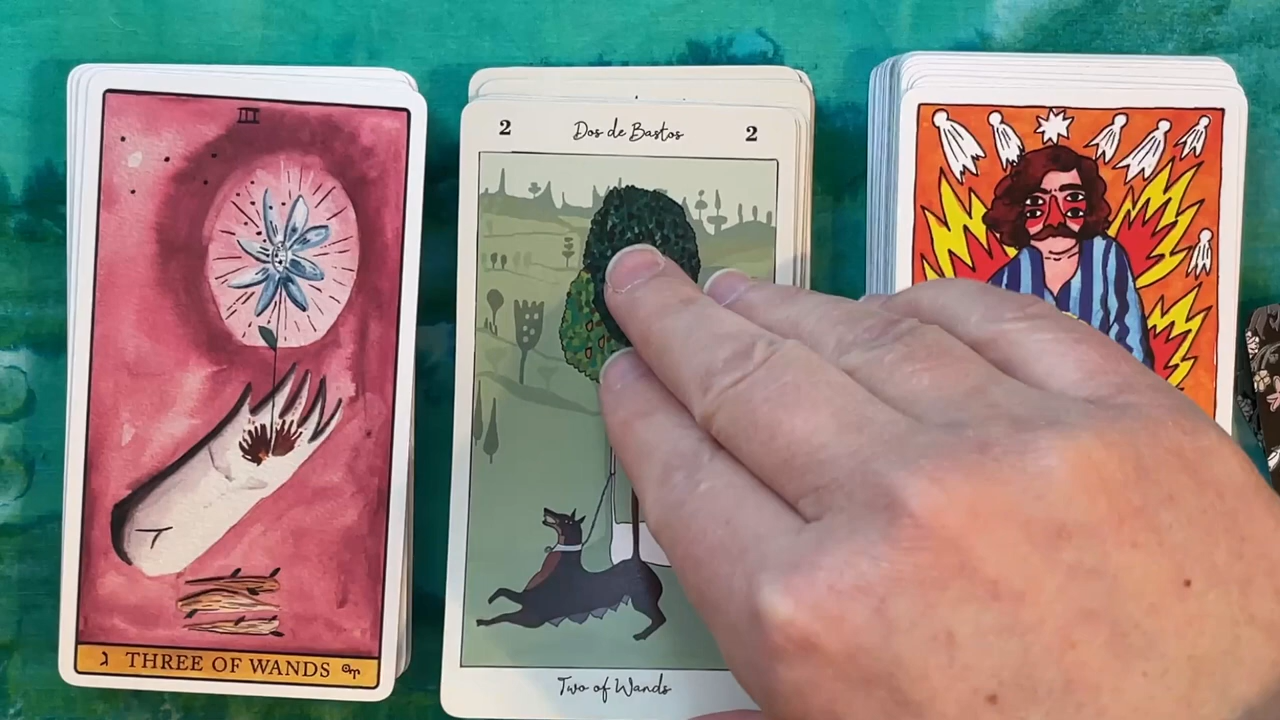 III
ג THREE OF WANDS ☉♈
2 Dos de Bastos 2
Two of Wands